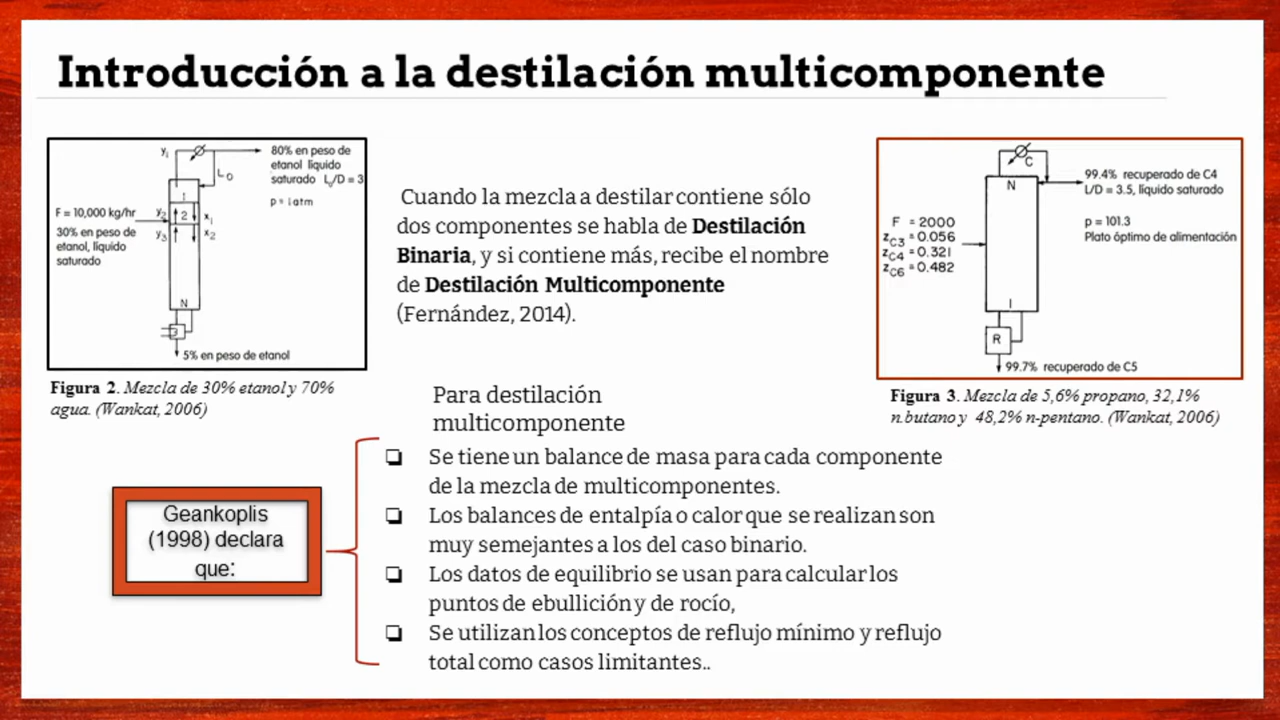 Introducción a la destilación multicomponente
y₁
80% en peso de
etanol líquido
saturado L₀/D = 3
L₀
p = 1 atm
1
F = 10,000 kg/hr
y₂
2
x₁
30% en peso de
etanol, líquido
saturado
y₃
x₂
N
5% en peso de etanol
Figura 2. Mezcla de 30% etanol y 70%
agua. (Wankat, 2006)
Cuando la mezcla a destilar contiene sólo
dos componentes se habla de Destilación
Binaria, y si contiene más, recibe el nombre
de Destilación Multicomponente
(Fernández, 2014).
C
N
99.4% recuperado de C4
L/D = 3.5, líquido saturado
p = 101.3
Plato óptimo de alimentación
F = 2000
zC3 = 0.056
zC4 = 0.321
zC6 = 0.482
I
R
99.7% recuperado de C5
Figura 3. Mezcla de 5,6% propano, 32,1%
n.butano y 48,2% n-pentano. (Wankat, 2006)
Para destilación
multicomponente
Geankoplis
(1998) declara
que:
❏ Se tiene un balance de masa para cada componente
de la mezcla de multicomponentes.
❏ Los balances de entalpía o calor que se realizan son
muy semejantes a los del caso binario.
❏ Los datos de equilibrio se usan para calcular los
puntos de ebullición y de rocío,
❏ Se utilizan los conceptos de reflujo mínimo y reflujo
total como casos limitantes..